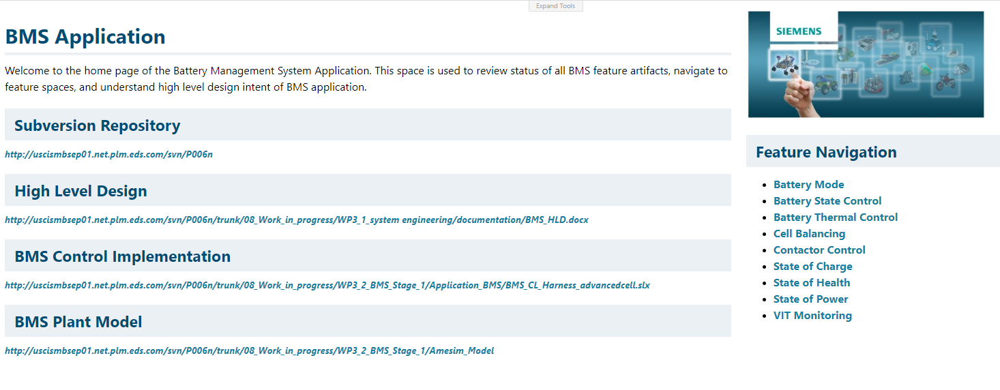 Expand Tools
BMS Application
Welcome to the home page of the Battery Management System Application. This space is used to review status of all BMS feature artifacts, navigate to
feature spaces, and understand high level design intent of BMS application.
Subversion Repository
http://uscismbsep01.net.plm.eds.com/svn/P006n
High Level Design
http://uscismbsep01.net.plm.eds.com/svn/P006n/trunk/08_Work_in_progress/WP3_1_system engineering/documentation/BMS_HLD.docx
BMS Control Implementation
http://uscismbsep01.net.plm.eds.com/svn/P006n/trunk/08_Work_in_progress/WP3_2_BMS_Stage_1/Application_BMS/BMS_CL_Harness_advancedcell.slx
BMS Plant Model
http://uscismbsep01.net.plm.eds.com/svn/P006n/trunk/08_Work_in_progress/WP3_2_BMS_Stage_1/Amesim_Model
SIEMENS
Feature Navigation
Battery Mode
Battery State Control
Battery Thermal Control
Cell Balancing
Contactor Control
State of Charge
State of Health
State of Power
VIT Monitoring